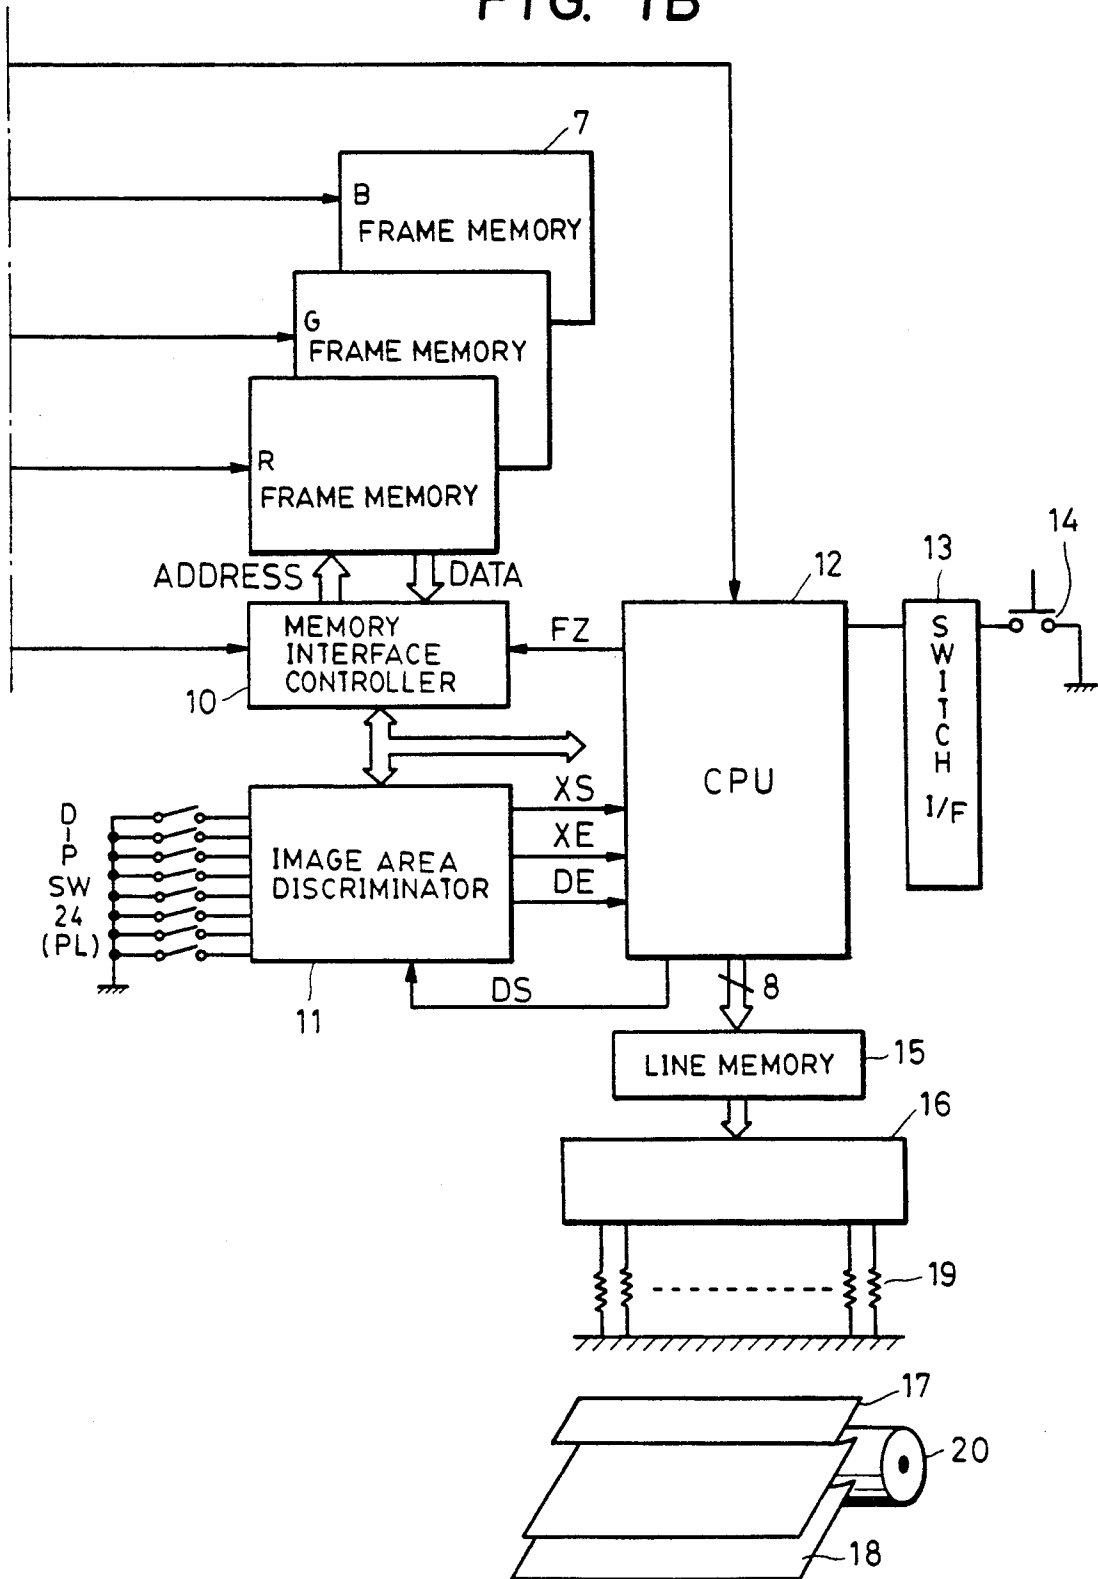 FIG. 1B
7
B
FRAME MEMORY
G
FRAME MEMORY
R
FRAME MEMORY
ADDRESS
DATA
MEMORY
INTERFACE
CONTROLLER
10
FZ
12
13
14
CPU
SWITCH
I/F
XS
XE
DE
DIP
SW
24
(PL)
IMAGE AREA
DISCRIMINATOR
11
DS
8
LINE MEMORY
15
16
19
17
20
18